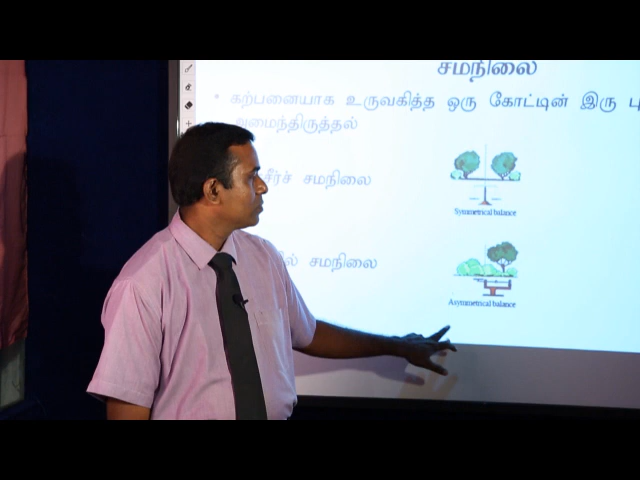 சமநிலை
• கற்பனையாக உருவகித்த ஒரு கோட்டின் இரு
அமைந்திருத்தல்
சீர்ச் சமநிலை
Symmetrical balance
சமநிலை
Asymmetrical balance